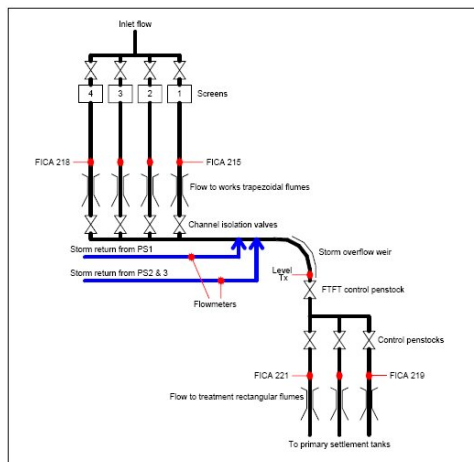 Inlet flow
4 3 2 1 Screens
FICA 218 FICA 215
Flow to works trapezoidal flumes
Channel isolation valves
Storm return from PS1
Storm overflow weir
Level
Tx
Storm return from PS2 & 3
FTFT control penstock
Flowmeters
Control penstocks
FICA 221 FICA 219
Flow to treatment rectangular flumes
To primary settlement tanks